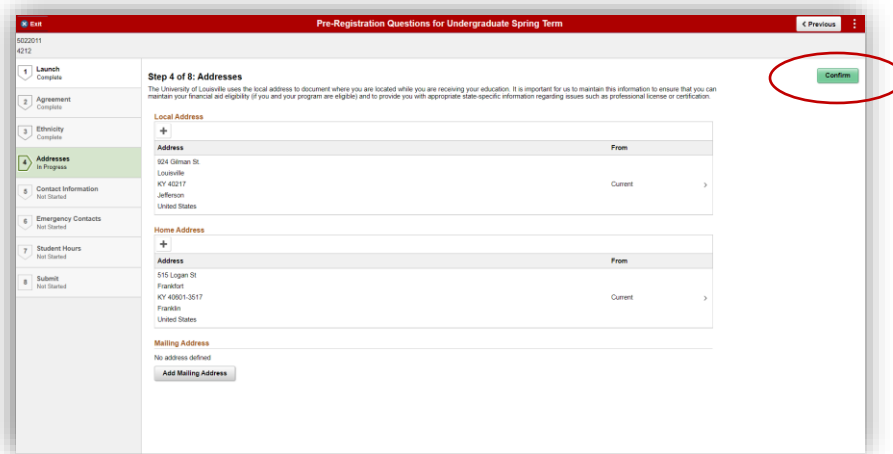 Exit
Pre-Registration Questions for Undergraduate Spring Term
Previous
5022011
4212
1 Launch
Complete
2 Agreement
Complete
3 Ethnicity
Complete
4 Addresses
In Progress
5 Contact Information
Not Started
6 Emergency Contacts
Not Started
7 Student Hours
Not Started
8 Submit
Not Started
Step 4 of 8: Addresses
Confirm
The University of Louisville uses the local address to document where you are located while you are receiving your education. It is important for us to maintan this information to ensure that you can
maintain your financial aid eligibility (if you and your program are eligible) and to provide you with appropriate state-specific information regarding issues such as professional license or certification.
Local Address
+
Address From
924 Gilman St.
Louisville
KY 40217
Current
Jefferson
United States
Home Address
+
Address From
515 Logan St
Frankfort
KY 40601-3517
Current
Franklin
United States
Mailing Address
No address defined
Add Mailing Address